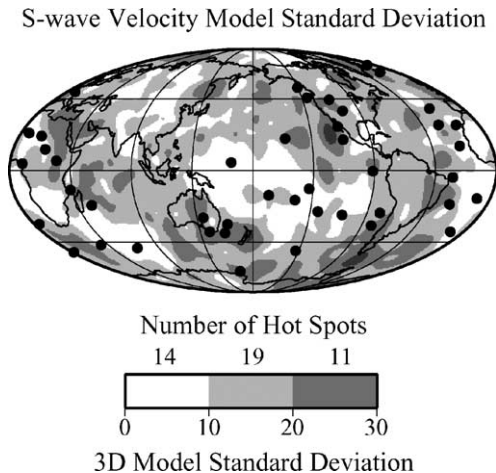 S-wave Velocity Model Standard Deviation
Number of Hot Spots
14 19 11
0 10 20 30
3D Model Standard Deviation